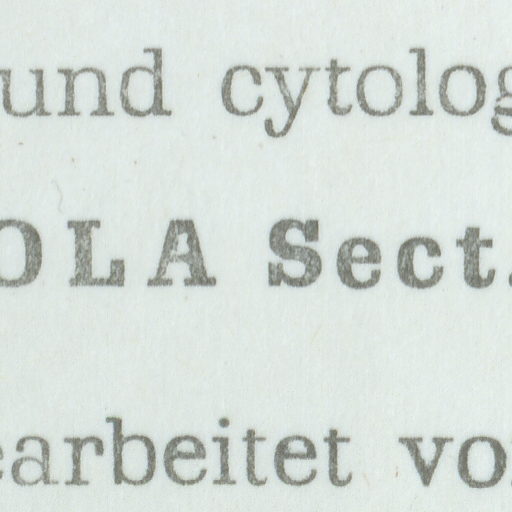 und cytolog
OLA Sect.
earbeitet vo